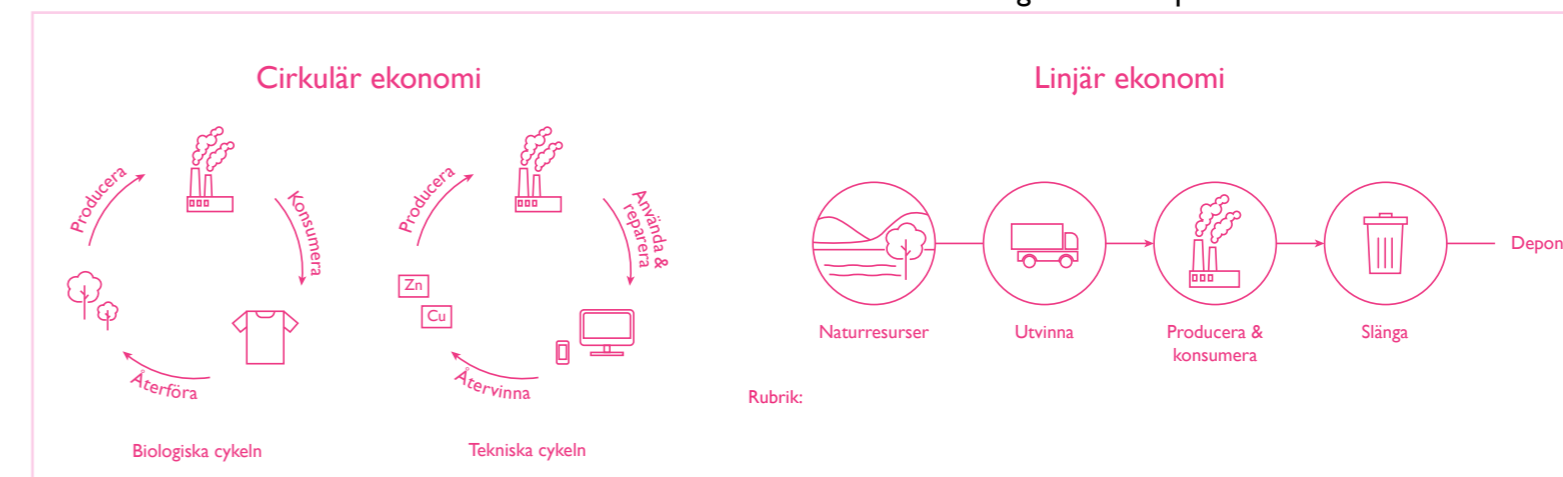 Cirkulär ekonomi
Producera
Konsumera
Återföra
Biologiska cykeln
Producera
Använda &
reparera
Zn
Cu
Återvinna
Tekniska cykeln
Linjär ekonomi
Naturresurser
Utvinna
Producera &
konsumera
Slänga
Depon
Rubrik: